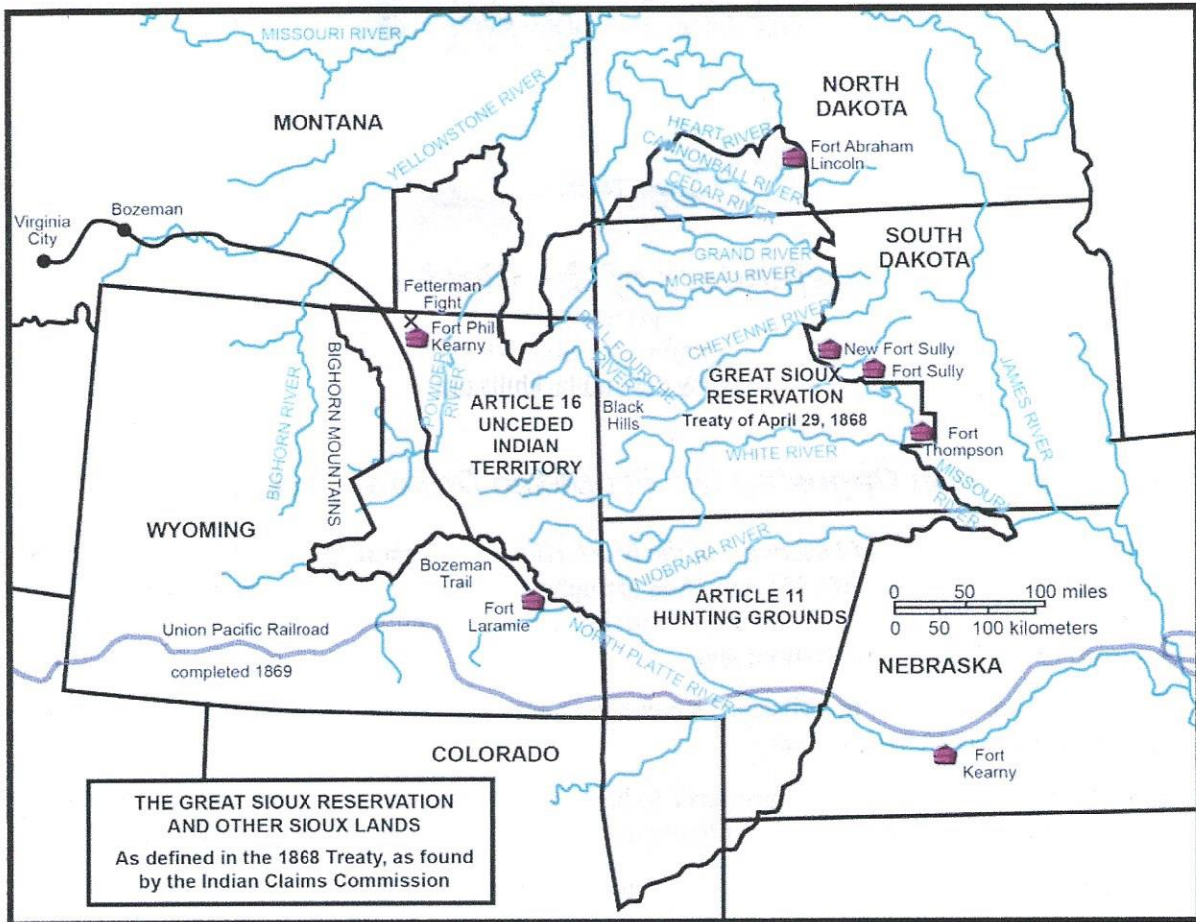 MISSOURI RIVER
MONTANA
YELLOWSTONE RIVER
NORTH
DAKOTA
HEART
RIVER
Fort Abraham
Lincoln
CANNONBALL RIVER
CEDAR RIVER
Virginia
City
Bozeman
SOUTH
DAKOTA
GRAND RIVER
MOREAU RIVER
Fetterman
Fight
Fort Phil
Kearny
BELL FOURCHE
RIVER
CHEYENNE RIVER
New Fort Sully
Fort Sully
BIGHORN RIVER
BIGHORN MOUNTAINS
POWDER
RIVER
ARTICLE 16
UNCEDED
INDIAN
TERRITORY
Black
Hills
GREAT SIOUX
RESERVATION
Treaty of April 29, 1868
JAMES RIVER
Fort
Thompson
WHITE RIVER
MISSOURI
RIVER
WYOMING
NIOBRARA RIVER
Bozeman
Trail
Fort
Laramie
ARTICLE 11
HUNTING GROUNDS
0 50 100 miles
0 50 100 kilometers
Union Pacific Railroad
completed 1869
NORTH PLATTE RIVER
NEBRASKA
COLORADO
Fort
Kearny
THE GREAT SIOUX RESERVATION
AND OTHER SIOUX LANDS
As defined in the 1868 Treaty, as found
by the Indian Claims Commission